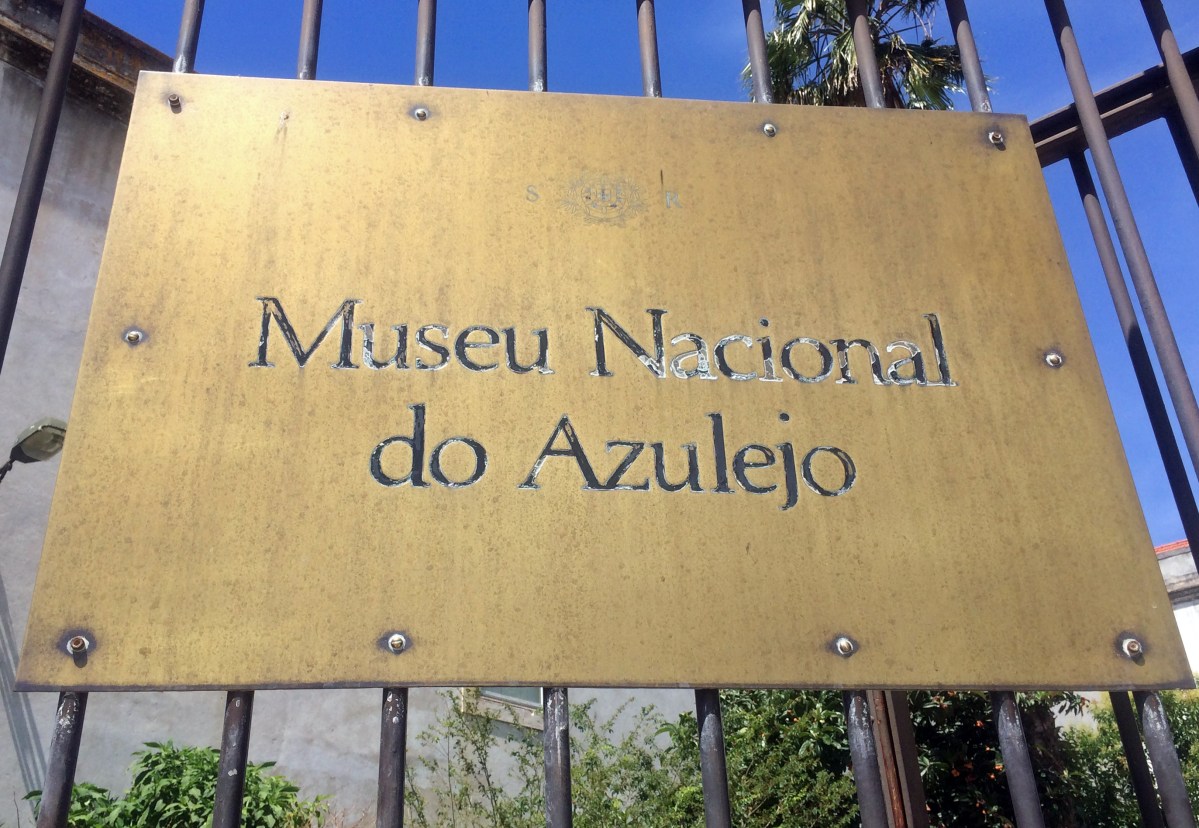 S R
Museu Nacional
do Azulejo